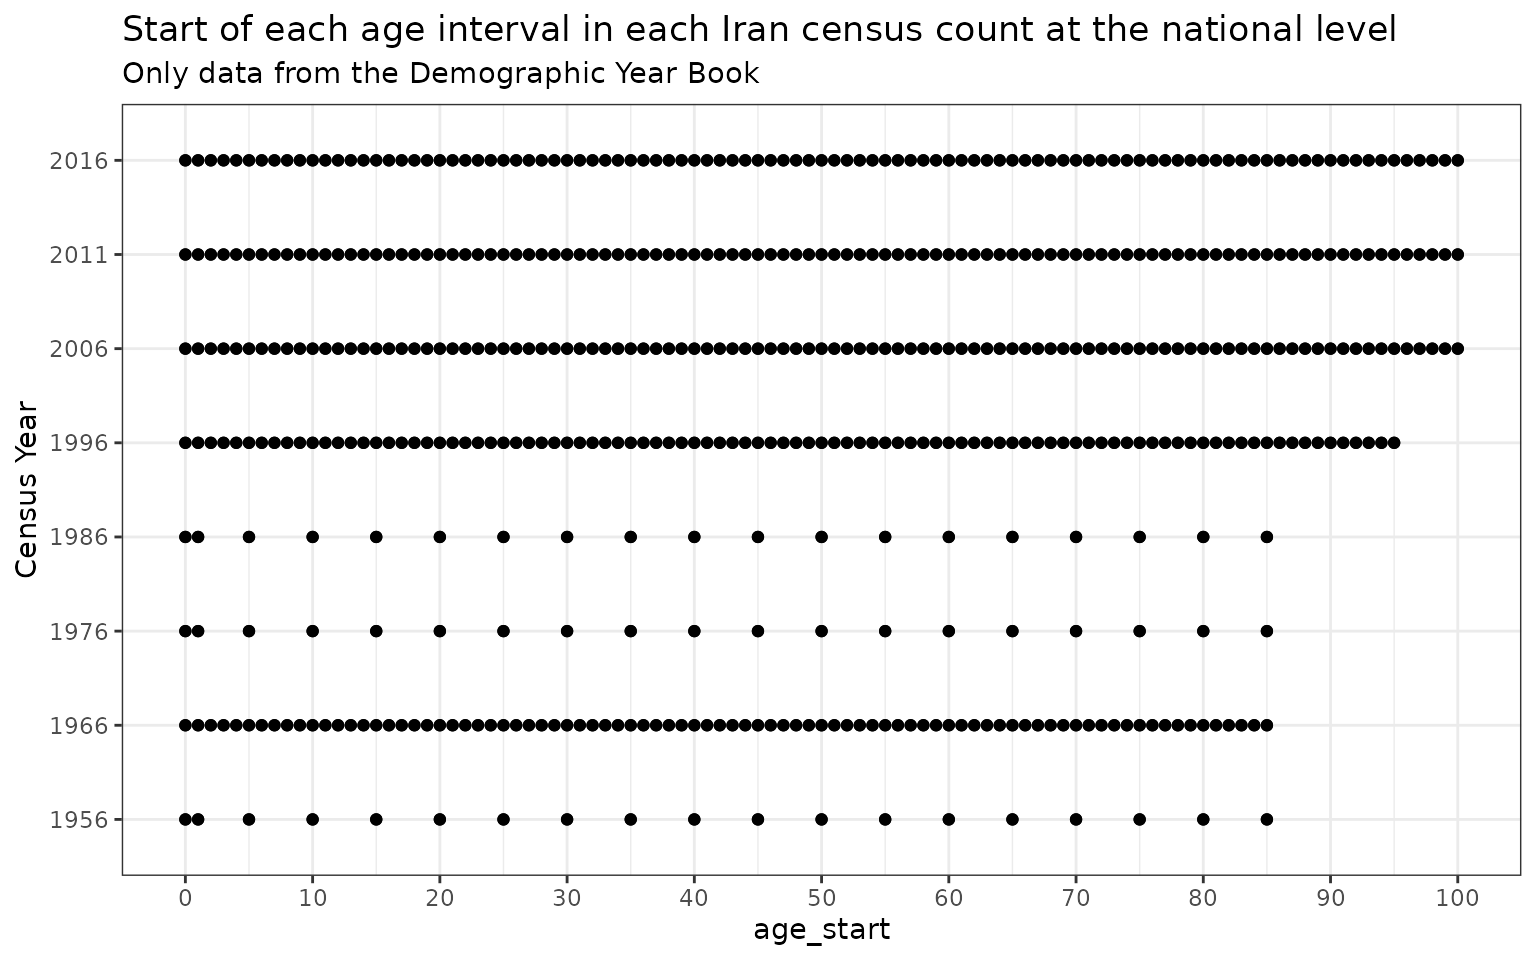 Start of each age interval in each Iran census count at the national level
Only data from the Demographic Year Book
Census Year
2016
2011
2006
1996
1986
1976
1966
1956
0 10 20 30 40 50 60 70 80 90 100
age_start